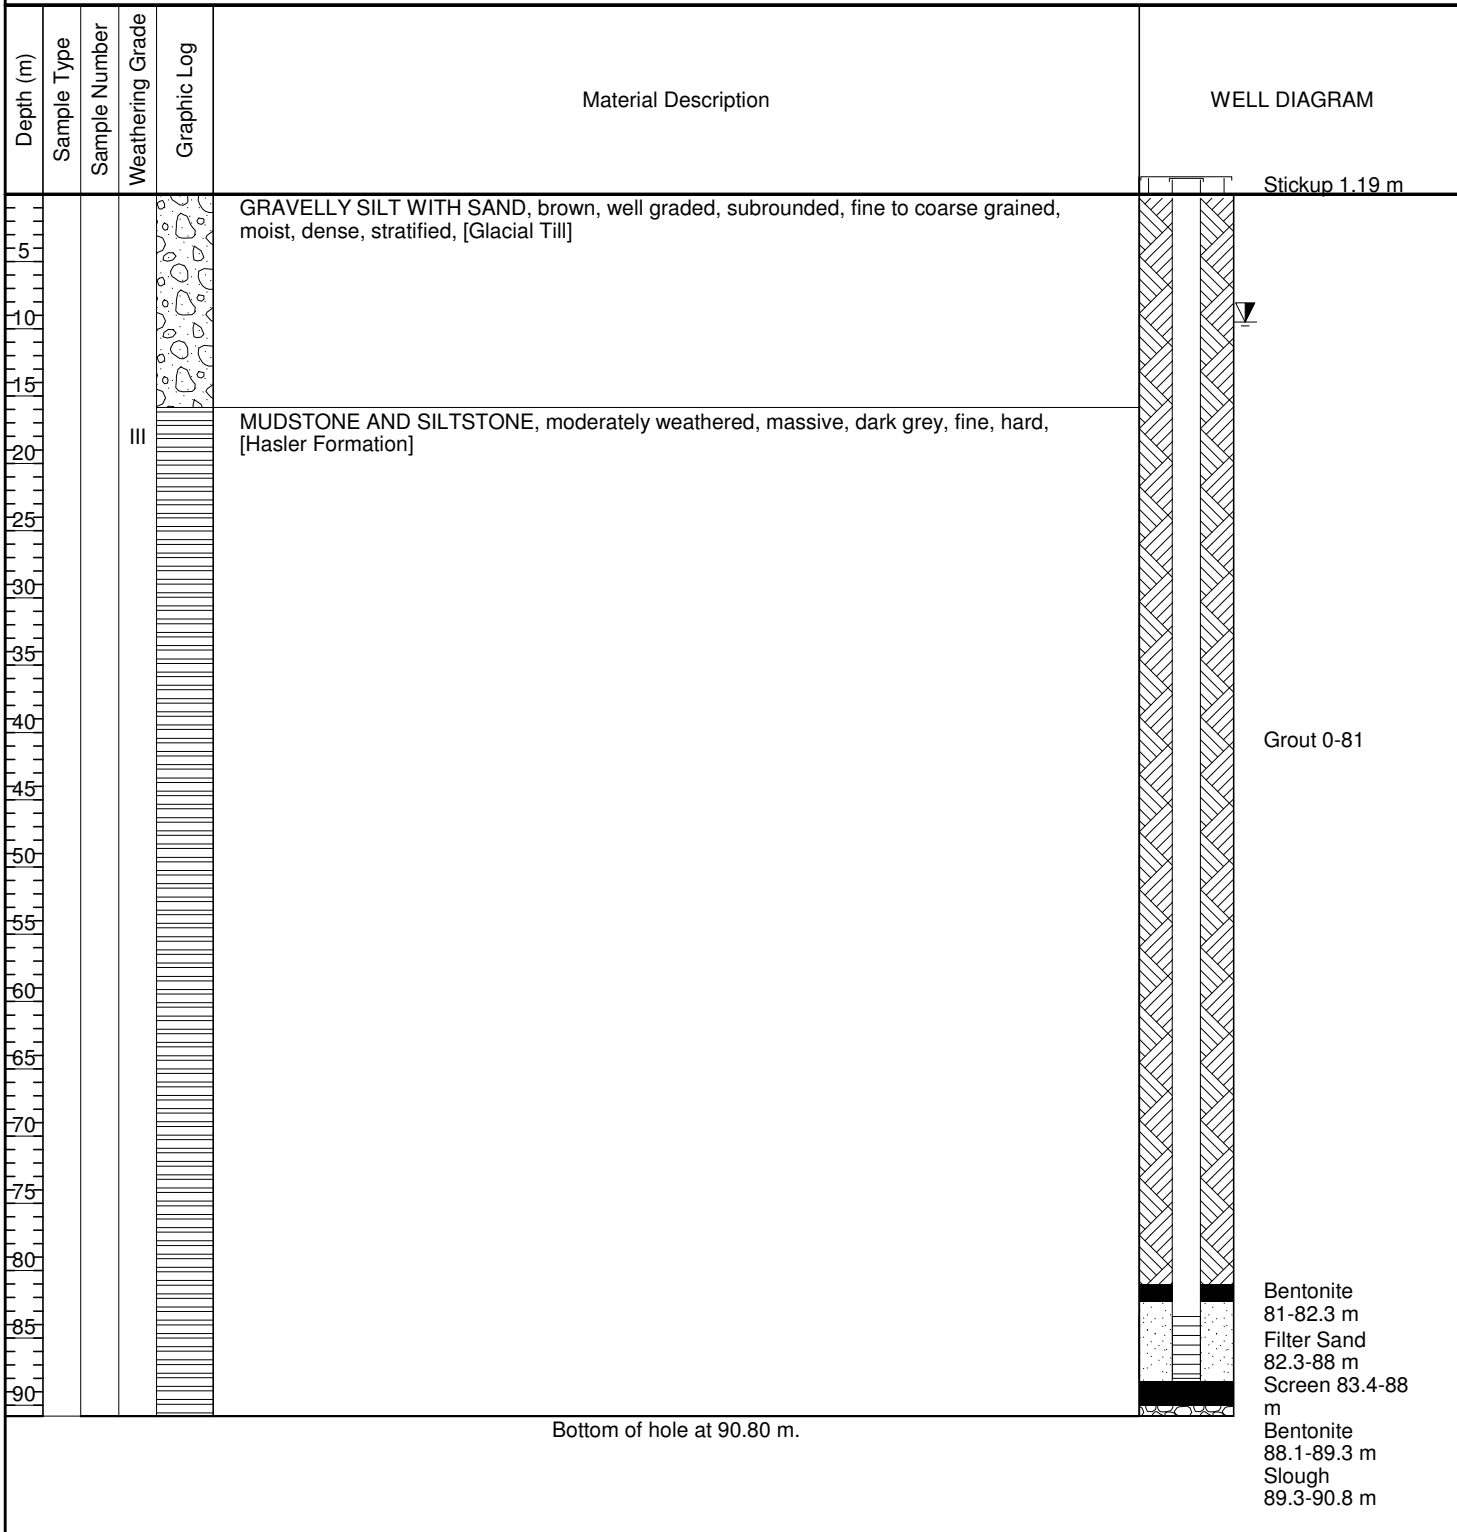 Depth (m)
Sample Type
Sample Number
Weathering Grade
Graphic Log
Material Description
WELL DIAGRAM
Stickup 1.19 m
GRAVELLY SILT WITH SAND, brown, well graded, subrounded, fine to coarse grained,
moist, dense, stratified, [Glacial Till]
5
10
15
MUDSTONE AND SILTSTONE, moderately weathered, massive, dark grey, fine, hard,
III
[Hasler Formation]
20
25
30
35
40
Grout 0-81
45
50
55
60
65
70
75
80
Bentonite
81-82.3 m
85
Filter Sand
82.3-88 m
Screen 83.4-88
90
m
Bottom of hole at 90.80 m.
Bentonite
88.1-89.3 m
Slough
89.3-90.8 m